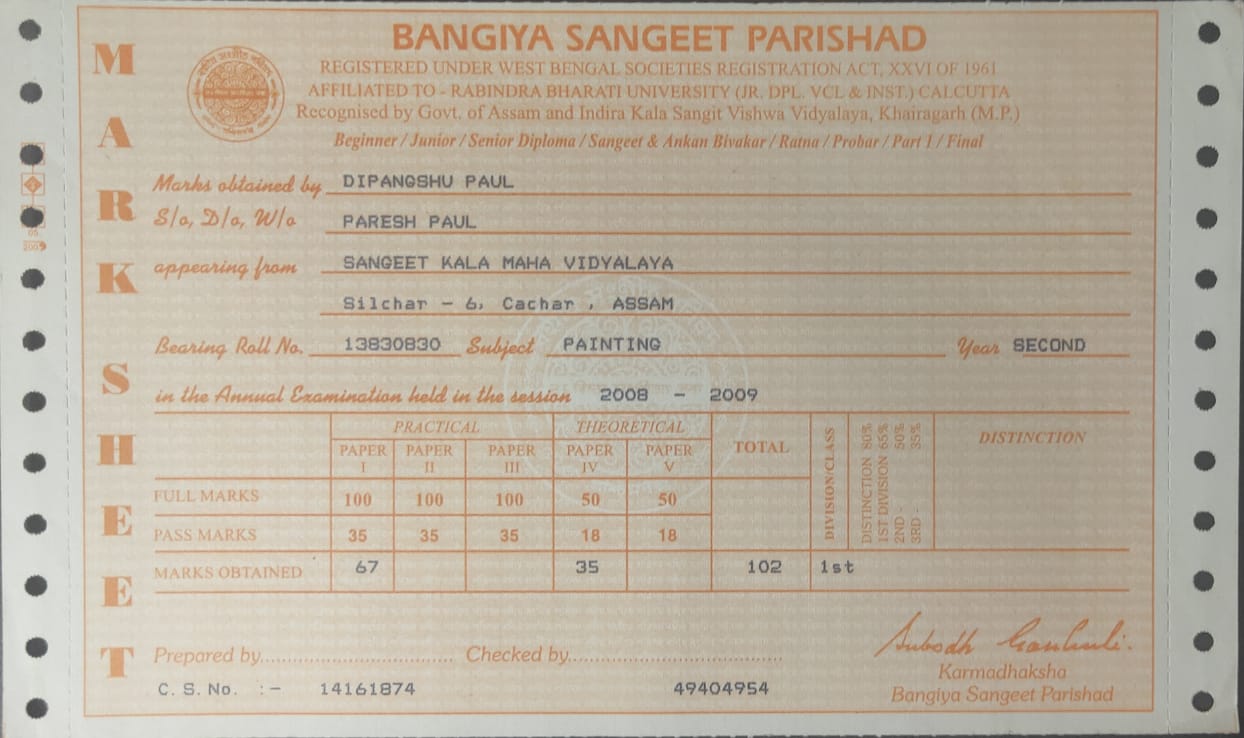 MARKSHEET
BANGIYA SANGEET PARISHAD
REGISTERED UNDER WEST BENGAL SOCIETIES REGISTRATION ACT, XXVI OF 1961
AFFILIATED TO - RABINDRA BHARATI UNIVERSITY (JR. DPL. VCL & INST.) CALCUTTA
Recognised by Govt. of Assam and Indira Kala Sangit Vishwa Vidyalaya, Khairagarh (M.P.)
Beginner / Junior / Senior Diploma / Sangeet & Ankan Bivakar / Ratna / Probar / Part I / Final
Marks obtained by DIPANGSHU PAUL
S/o, D/o, W/o PARESH PAUL
appearing from SANGEET KALA MAHA VIDYALAYA
Silchar - 6, Cachar , ASSAM
Bearing Roll No. 13830830 Subject PAINTING Year SECOND
in the Annual Examination held in the session 2008 - 2009
PRACTICAL THEORETICAL TOTAL DIVISION/CLASS DISTINCTION
PAPER I PAPER II PAPER III PAPER IV PAPER V
DISTINCTION 80%
1ST DIVISION 65%
2ND - 50%
3RD - 35%
FULL MARKS 100 100 100 50 50
PASS MARKS 35 35 35 18 18
MARKS OBTAINED 67 35 102 1st
Prepared by.................................... Checked by........................................
Subodh Ganguli.
Karmadhaksha
Bangiya Sangeet Parishad
C.S.No. :- 14161874 49404954
05
2009